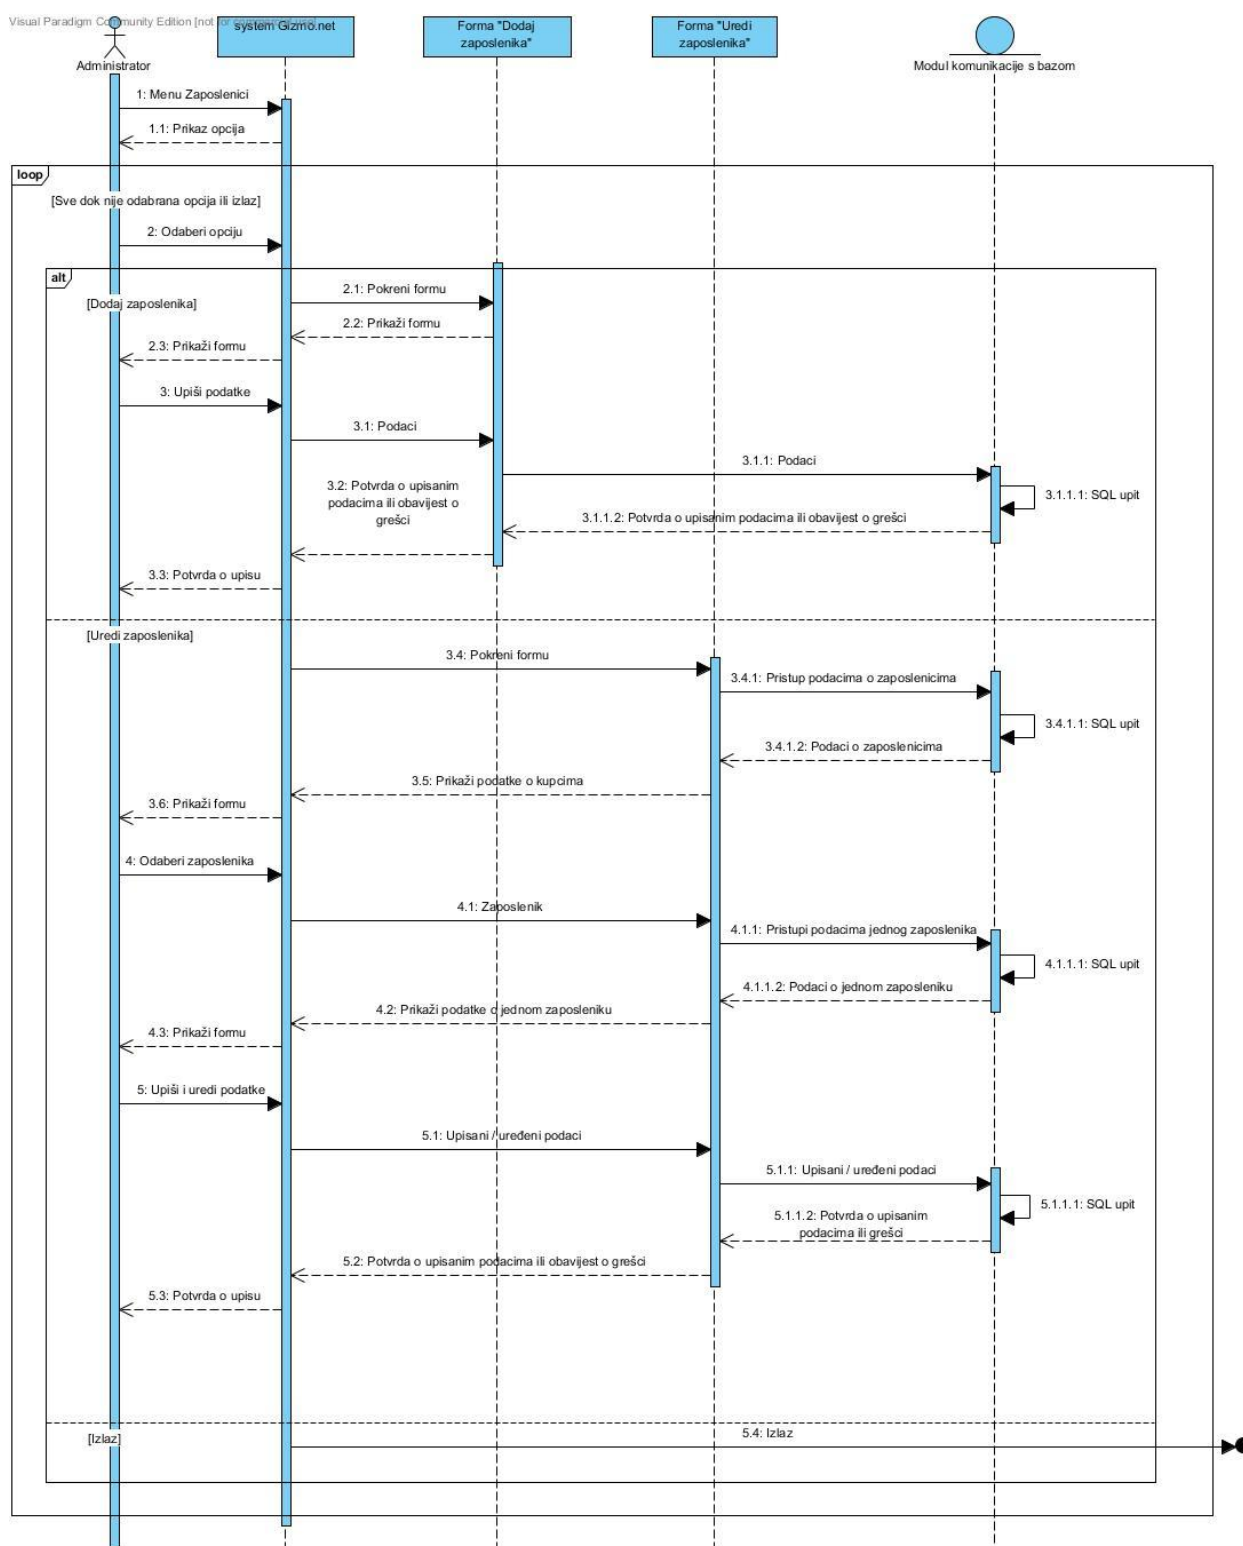 Visual Paradigm Community Edition [not for commercial use]
Administrator
system Gizmo.net
Forma "Dodaj
zaposlenika"
Forma "Uredi
zaposlenika"
Modul komunikacije s bazom
1: Menu Zaposlenici
1.1: Prikaz opcija
loop
[Sve dok nije odabrana opcija ili izlaz]
2: Odaberi opciju
alt
[Dodaj zaposlenika]
2.1: Pokreni formu
2.2: Prikaži formu
2.3: Prikaži formu
3: Upiši podatke
3.1: Podaci
3.1.1: Podaci
3.1.1.1: SQL upit
3.2: Potvrda o upisanim
podacima ili obavijest o
grešci
3.1.1.2: Potvrda o upisanim podacima ili obavijest o grešci
3.3: Potvrda o upisu
[Uredi zaposlenika]
3.4: Pokreni formu
3.4.1: Pristup podacima o zaposlenicima
3.4.1.1: SQL upit
3.4.1.2: Podaci o zaposlenicima
3.5: Prikaži podatke o kupcima
3.6: Prikaži formu
4: Odaberi zaposlenika
4.1: Zaposlenik
4.1.1: Pristupi podacima jednog zaposlenika
4.1.1.1: SQL upit
4.1.1.2: Podaci o jednom zaposleniku
4.2: Prikaži podatke o jednom zaposleniku
4.3: Prikaži formu
5: Upiši i uredi podatke
5.1: Upisani / uređeni podaci
5.1.1: Upisani / uređeni podaci
5.1.1.1: SQL upit
5.1.1.2: Potvrda o upisanim
podacima ili grešci
5.2: Potvrda o upisanim podacima ili obavijest o grešci
5.3: Potvrda o upisu
[Izlaz]
5.4: Izlaz